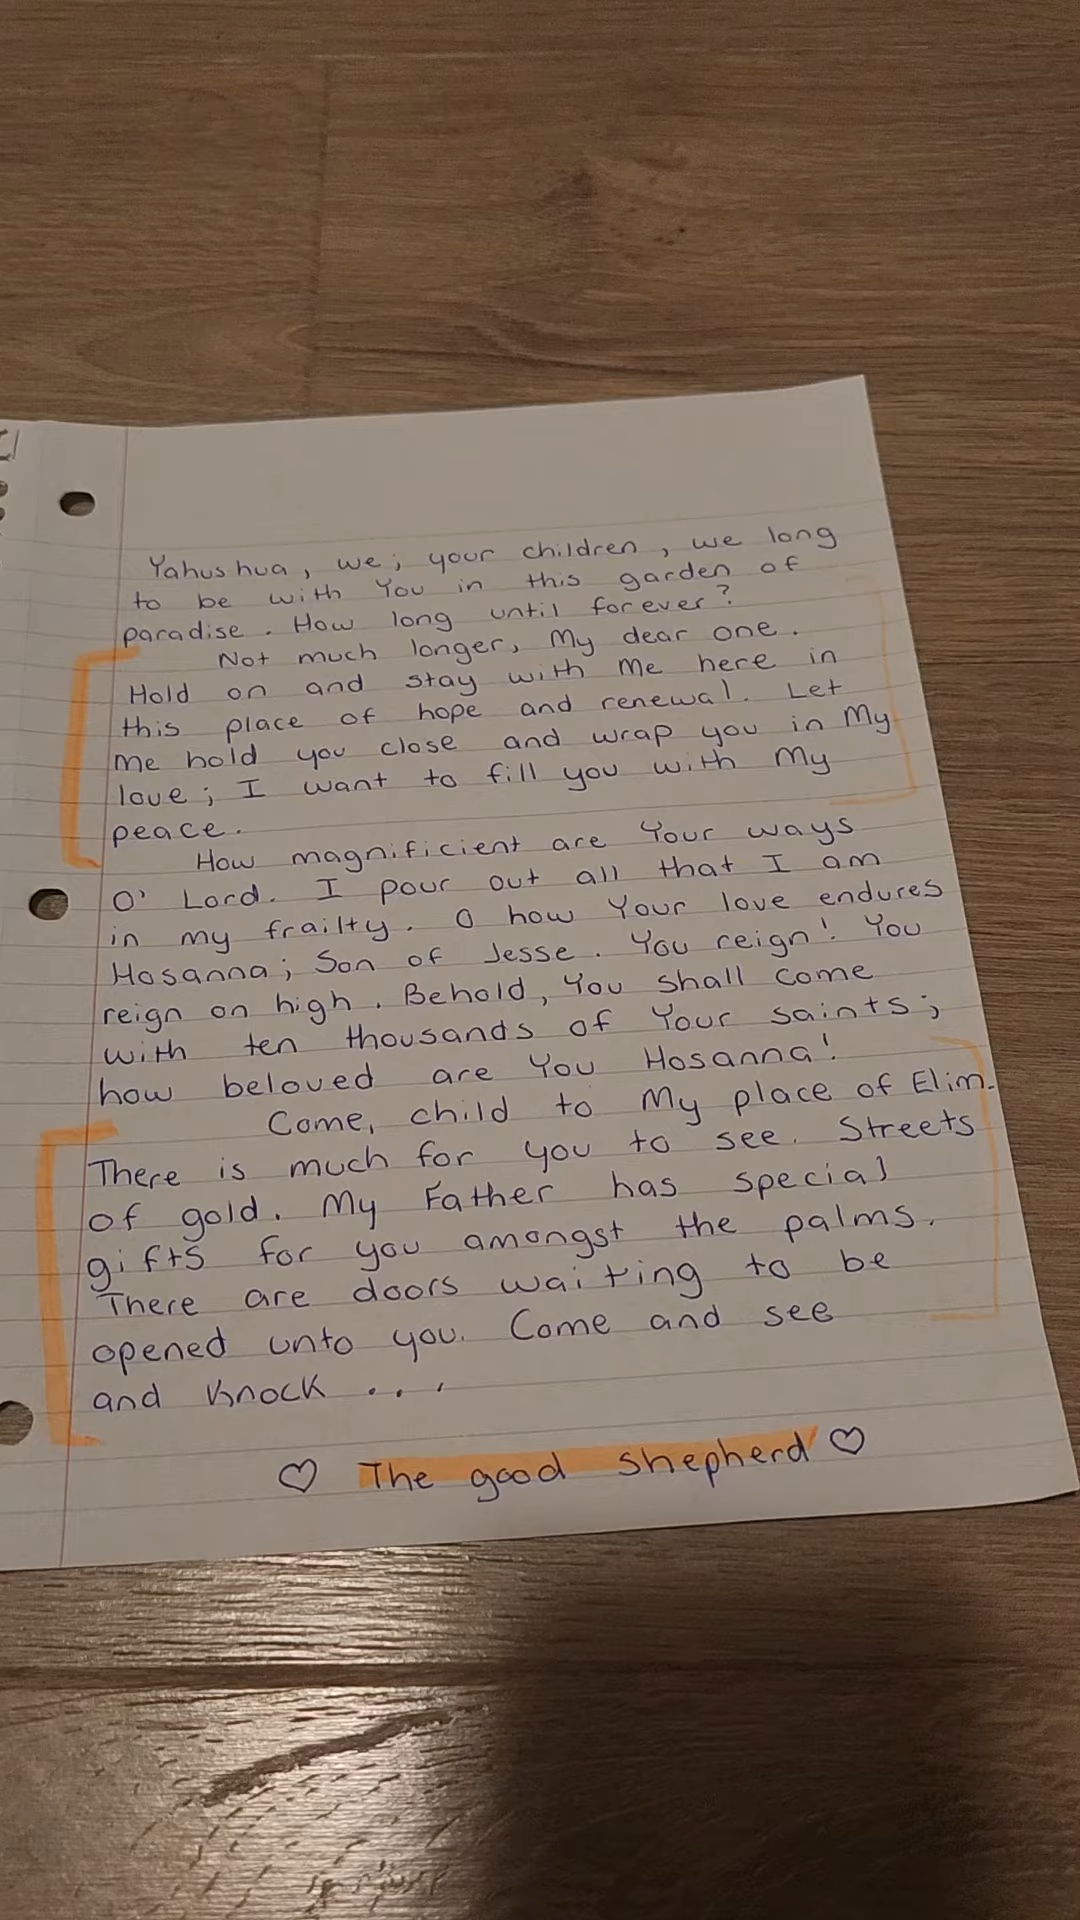 Yahushua, we; your children, we long
to be with You in this garden of
paradise. How long until forever?
Not much longer, My dear one.
Hold on and stay with Me here in
this place of hope and renewal. Let
Me hold you close and wrap you in My
love; I want to fill you with My
peace.
How magnificient are Your ways
O' Lord. I pour out all that I am
in my frailty. O how Your love endures
Hosanna; Son of Jesse. You reign! You
reign on high. Behold, You shall come
with ten thousands of Your saints;
how beloved are You Hosanna!
Come, child to My place of Elim.
There is much for you to see. Streets
of gold. My Father has special
gifts for you amongst the palms.
There are doors waiting to be
opened unto you. Come and see
and knock ...
♡ The good shepherd ♡